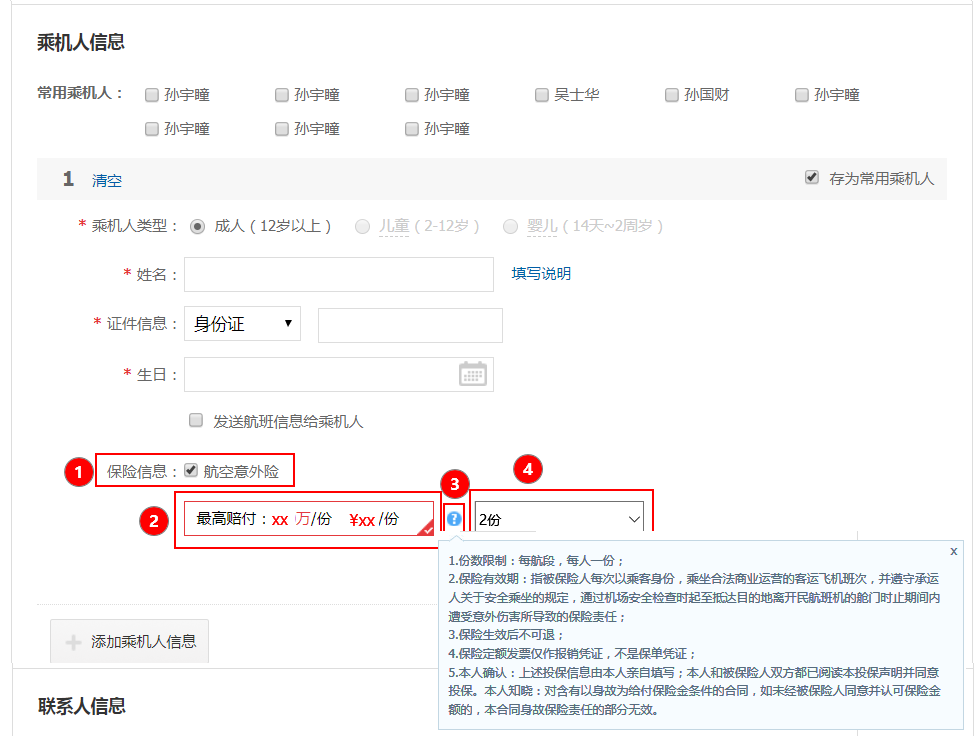 乘机人信息
常用乘机人： 孙宇瞳 孙宇瞳 孙宇瞳 吴士华 孙国财 孙宇瞳
孙宇瞳 孙宇瞳 孙宇瞳
1 清空 存为常用乘机人
* 乘机人类型： 成人（12岁以上） 儿童（2-12岁） 婴儿（14天~2周岁）
* 姓名： 填写说明
* 证件信息： 身份证
* 生日：
发送航班信息给乘机人
1 保险信息： 航空意外险
3 4
2 最高赔付：xx 万/份 ¥xx /份 ? 2份
x
1.份数限制：每航段，每人一份；
2.保险有效期：指被保险人每次以乘客身份，乘坐合法商业运营的客运飞机班次，并遵守承运
人关于安全乘坐的规定，通过机场安全检查时起至抵达目的地离开民航班机的舱门时止期间内
遭受意外伤害所导致的保险责任；
3.保险生效后不可退；
4.保险定额发票仅作报销凭证，不是保单凭证；
5.本人确认：上述投保信息由本人亲自填写；本人和被保险人双方都已阅读本投保声明并同意
投保。本人知晓：对含有以身故为给付保险金条件的合同，如未经被保险人同意并认可保险金
额的，本合同身故保险责任的部分无效。
添加乘机人信息
联系人信息